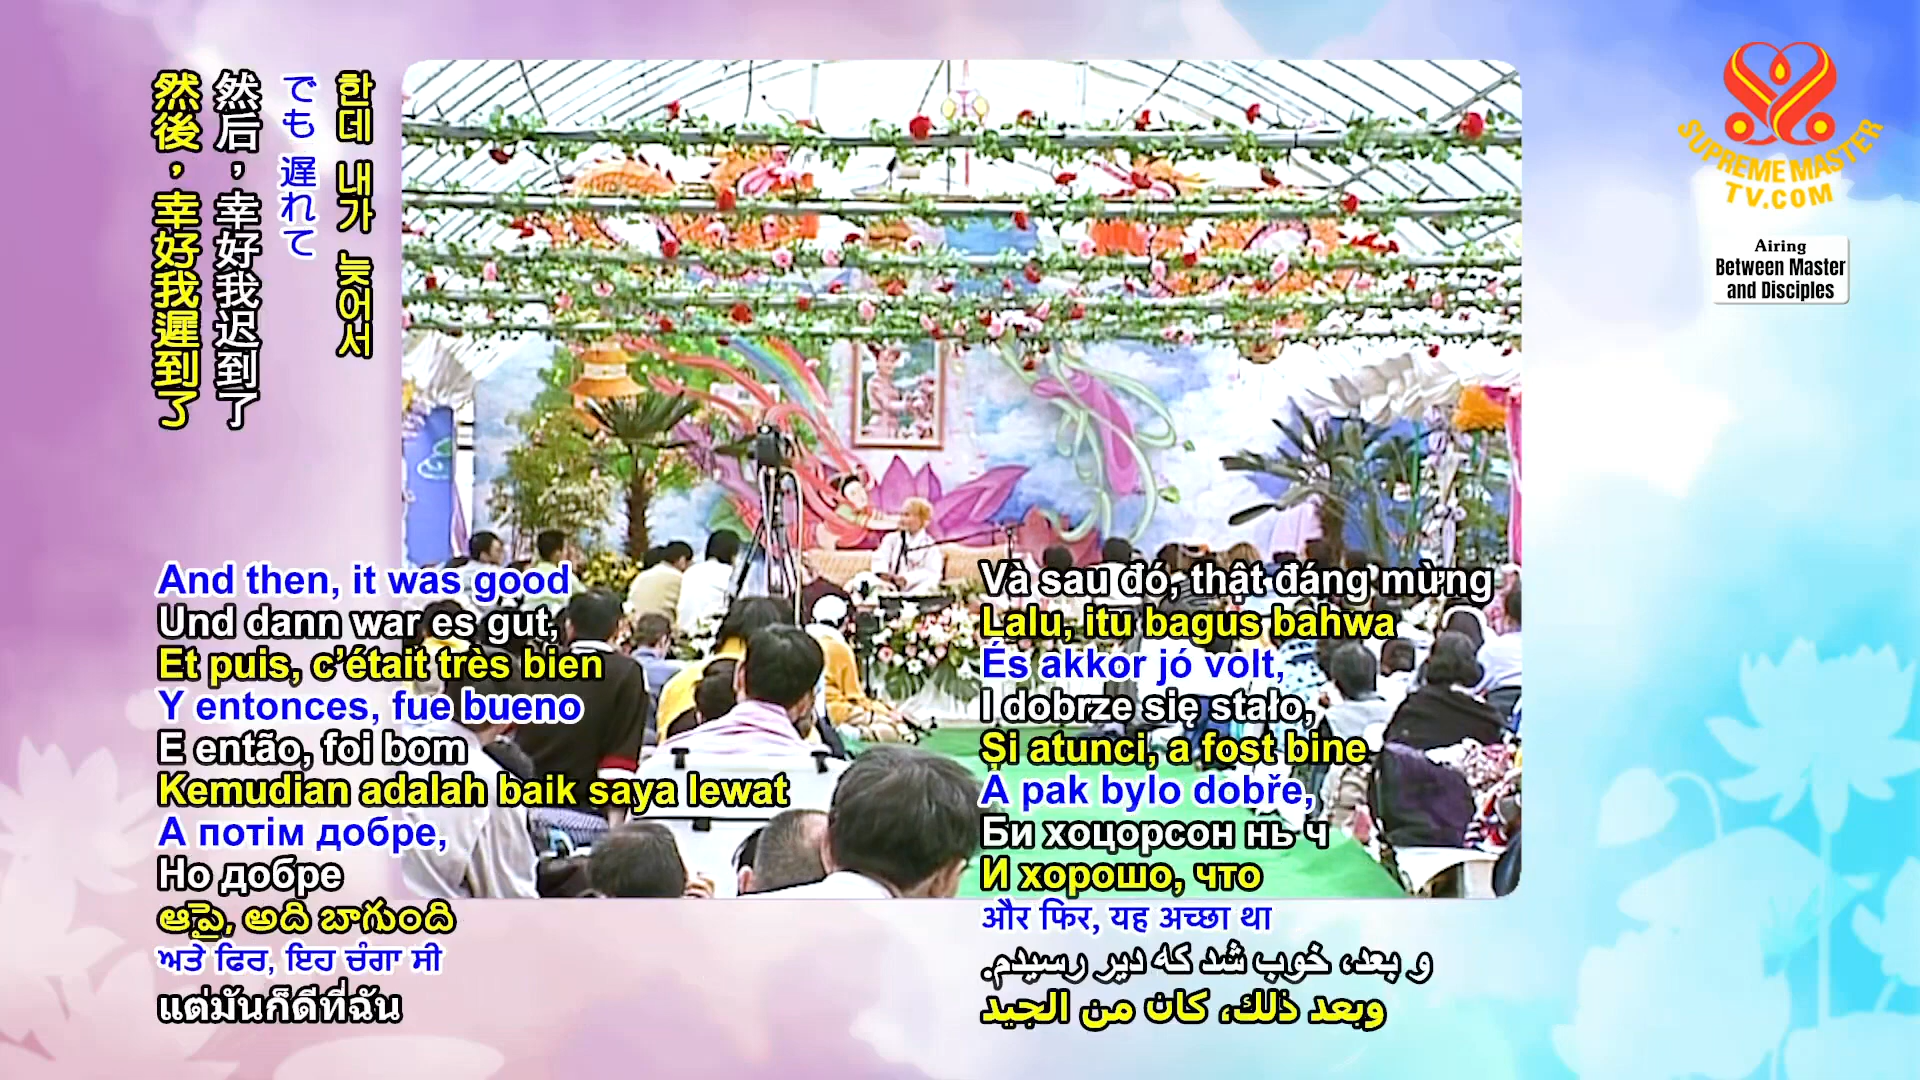 한데 내가 늦어서
でも 遅れて
然后，幸好我迟到了
然後，幸好我遲到了
SUPREME MASTER
TV.COM
Airing
Between Master
and Disciples
And then, it was good
Und dann war es gut,
Et puis, c’était très bien
Y entonces, fue bueno
E então, foi bom
Kemudian adalah baik saya lewat
А потім добре,
Но добре
ఆపై, అది బాగుంది
ਅਤੇ ਫਿਰ, ਇਹ ਚੰਗਾ ਸੀ
แต่มันก็ดีที่ฉัน
Và sau đó, thật đáng mừng
Lalu, itu bagus bahwa
És akkor jó volt,
I dobrze się stało,
Și atunci, a fost bine
A pak bylo dobře,
Би хоцорсон нь ч
И хорошо, что
और फिर, यह अच्छा था
و بعد، خوب شد که دیر رسیدم.
وبعد ذلك، كان من الجيد